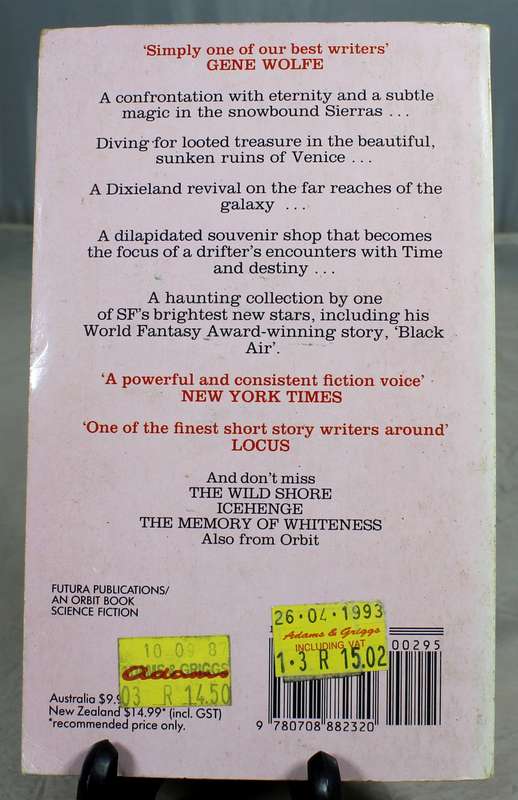 ‘Simply one of our best writers’
GENE WOLFE
A confrontation with eternity and a subtle
magic in the snowbound Sierras ...
Diving for looted treasure in the beautiful,
sunken ruins of Venice ...
A Dixieland revival on the far reaches of the
galaxy ...
A dilapidated souvenir shop that becomes
the focus of a drifter's encounters with Time
and destiny ...
A haunting collection by one
of SF's brightest new stars, including his
World Fantasy Award-winning story, ‘Black
Air’.
‘A powerful and consistent fiction voice’
NEW YORK TIMES
‘One of the finest short story writers around’
LOCUS
And don't miss
THE WILD SHORE
ICEHENGE
THE MEMORY OF WHITENESS
Also from Orbit
FUTURA PUBLICATIONS/
AN ORBIT BOOK
SCIENCE FICTION
26·04·1993
Adams & Griggs
INCLUDING VAT
1·3 R 15.02
00295
10 09 87
& GRIGGS
Adams
03 R 14.50
Australia
New Zealand $14.99* (incl. GST)
*recommended price only.
9 780708 882320